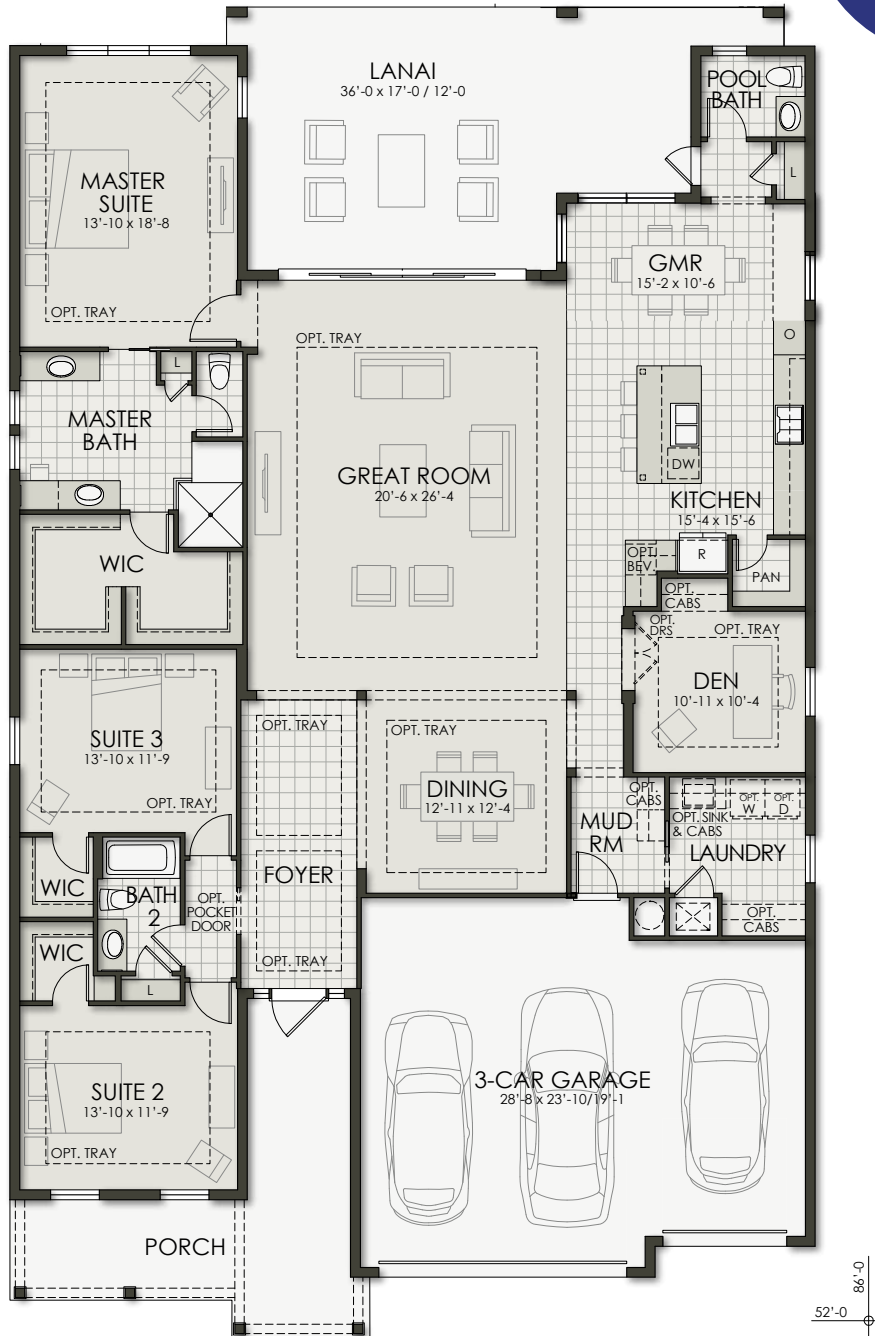 LANAI
36'-0 x 17'-0 / 12'-0
POOL
BATH
L
MASTER
SUITE
13'-10 x 18'-8
OPT. TRAY
GMR
15'-2 x 10'-6
OPT. TRAY
O
L
MASTER
BATH
GREAT ROOM
20'-6 x 26'-4
DW
KITCHEN
15'-4 x 15'-6
OPT.
BEV.
R
PAN
WIC
OPT.
CABS
OPT.
DRS
OPT. TRAY
DEN
10'-11 x 10'-4
SUITE 3
13'-10 x 11'-9
OPT. TRAY
OPT. TRAY
OPT. TRAY
DINING
12'-11 x 12'-4
OPT.
CABS
MUD
RM
OPT. SINK
& CABS
OPT.
W
OPT.
D
LAUNDRY
OPT.
CABS
WIC
BATH
2
OPT.
POCKET
DOOR
FOYER
OPT. TRAY
WIC
L
SUITE 2
13'-10 x 11'-9
OPT. TRAY
3-CAR GARAGE
28'-8 x 23'-10/19'-1
PORCH
52'-0
86'-0